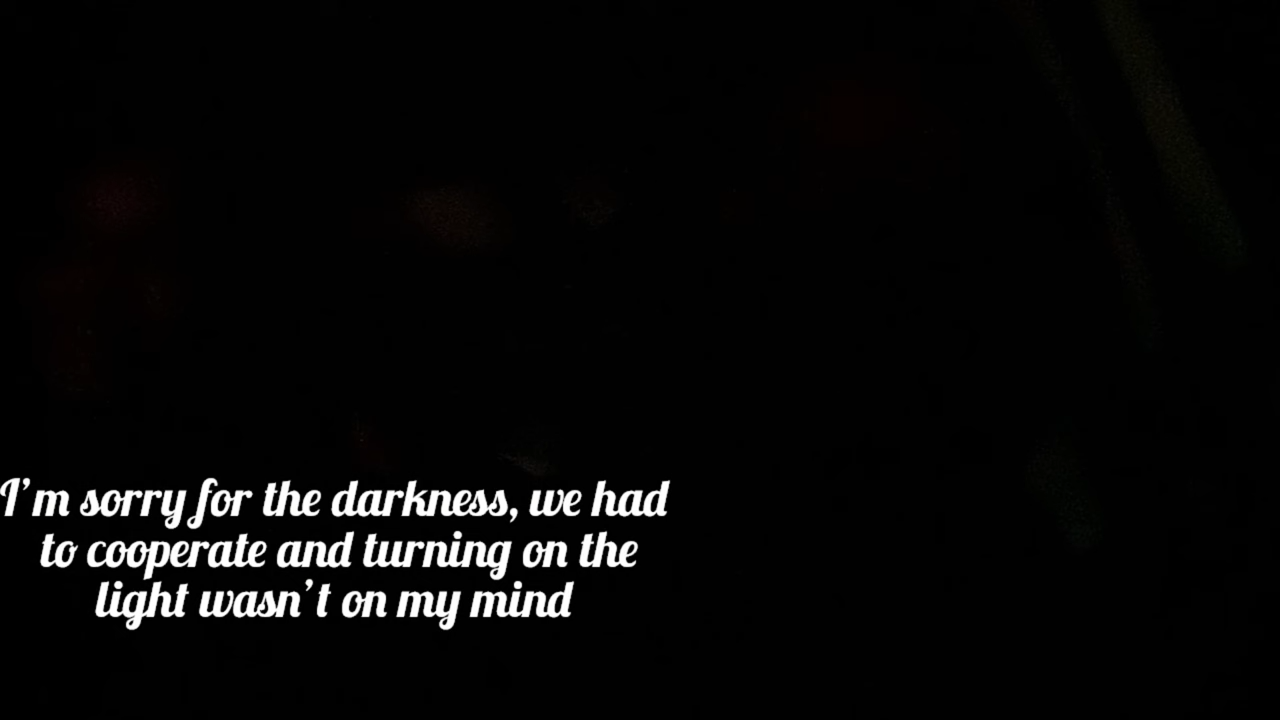 I'm sorry for the darkness, we had
to cooperate and turning on the
light wasn't on my mind